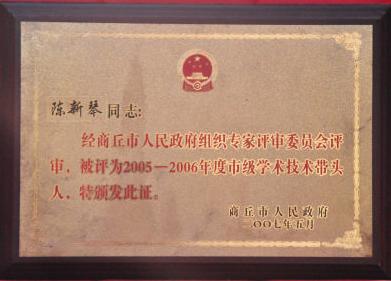 陈新琴同志:
经商丘市人民政府组织专家评审委员会评
审，被评为2005—2006年度市级学术技术带头
人，特颁发此证。
商丘市人民政府
二〇〇七年五月